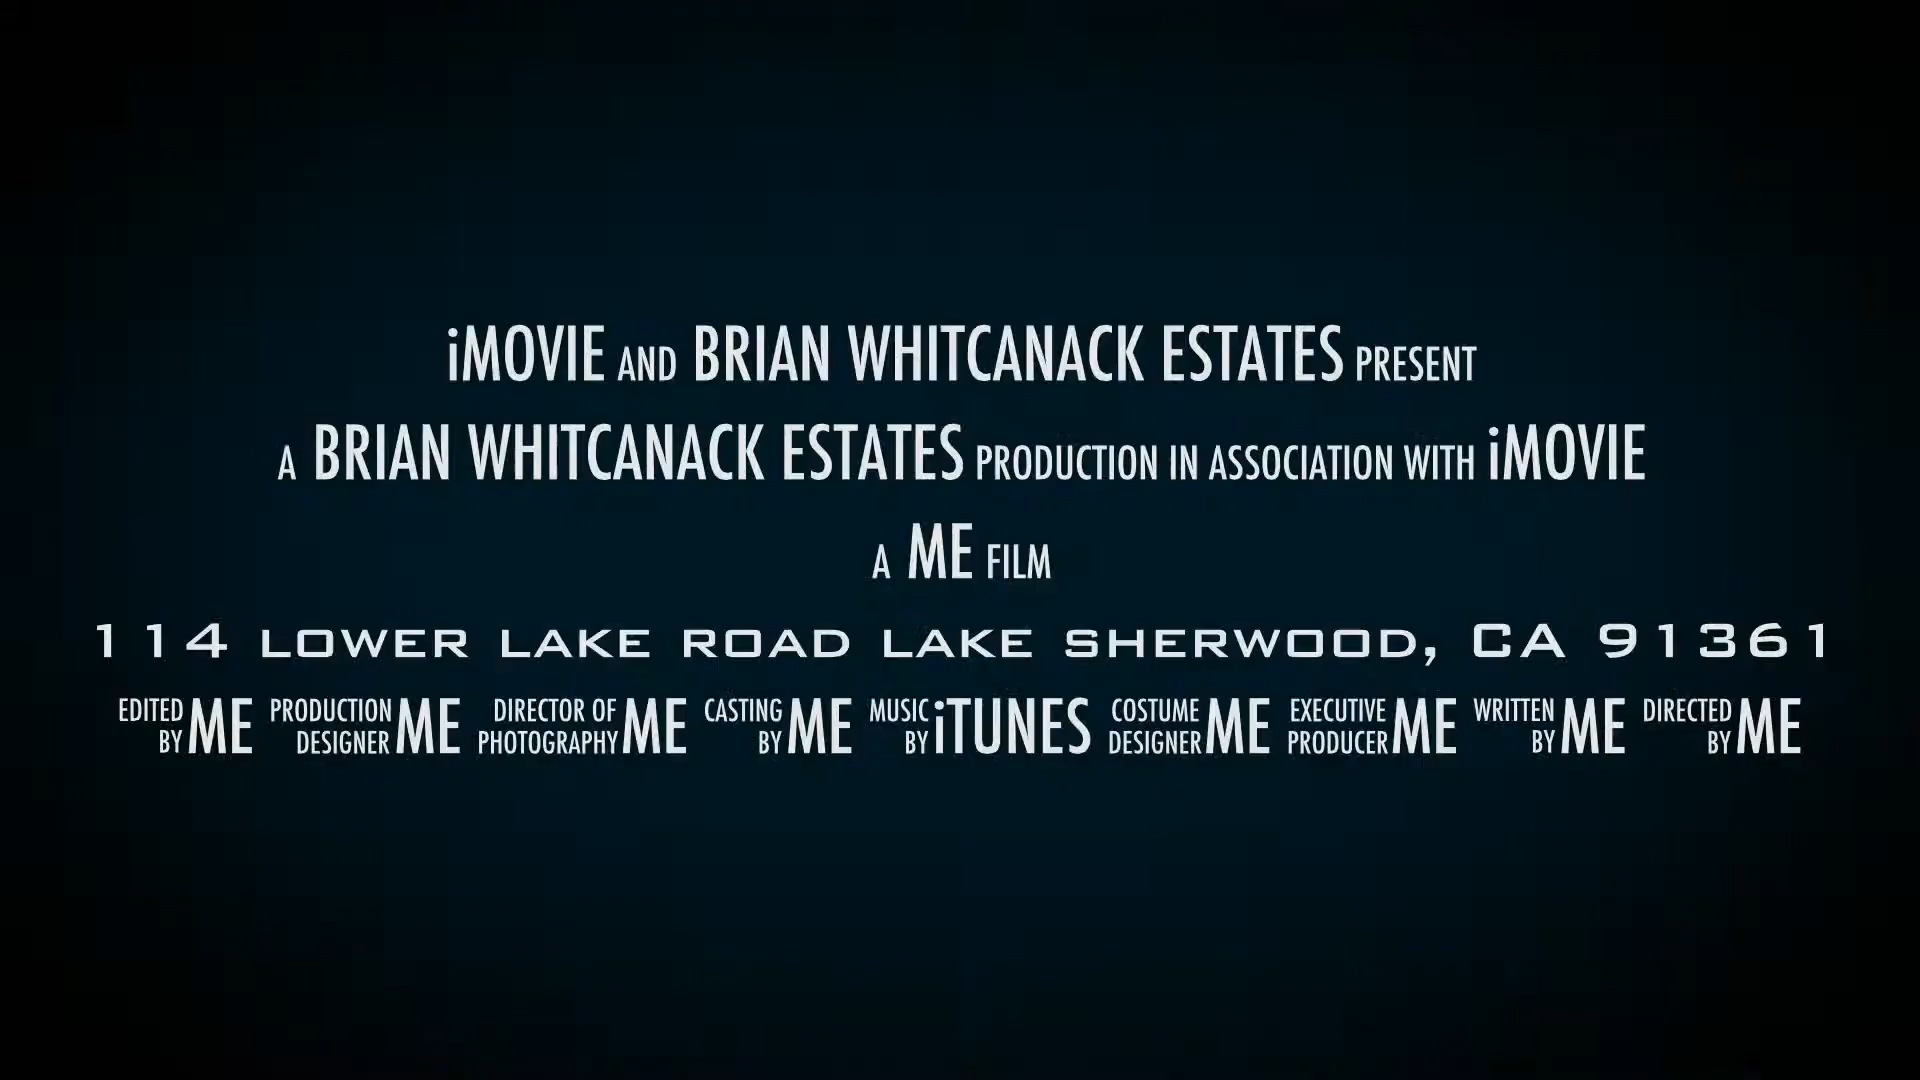 iMOVIE AND BRIAN WHITCANACK ESTATES PRESENT
A BRIAN WHITCANACK ESTATES PRODUCTION IN ASSOCIATION WITH iMOVIE
A ME FILM
114 LOWER LAKE ROAD LAKE SHERWOOD, CA 91361
EDITED BY ME PRODUCTION DESIGNER ME DIRECTOR OF PHOTOGRAPHY ME CASTING BY ME MUSIC BY iTUNES COSTUME DESIGNER ME EXECUTIVE PRODUCER ME WRITTEN BY ME DIRECTED BY ME